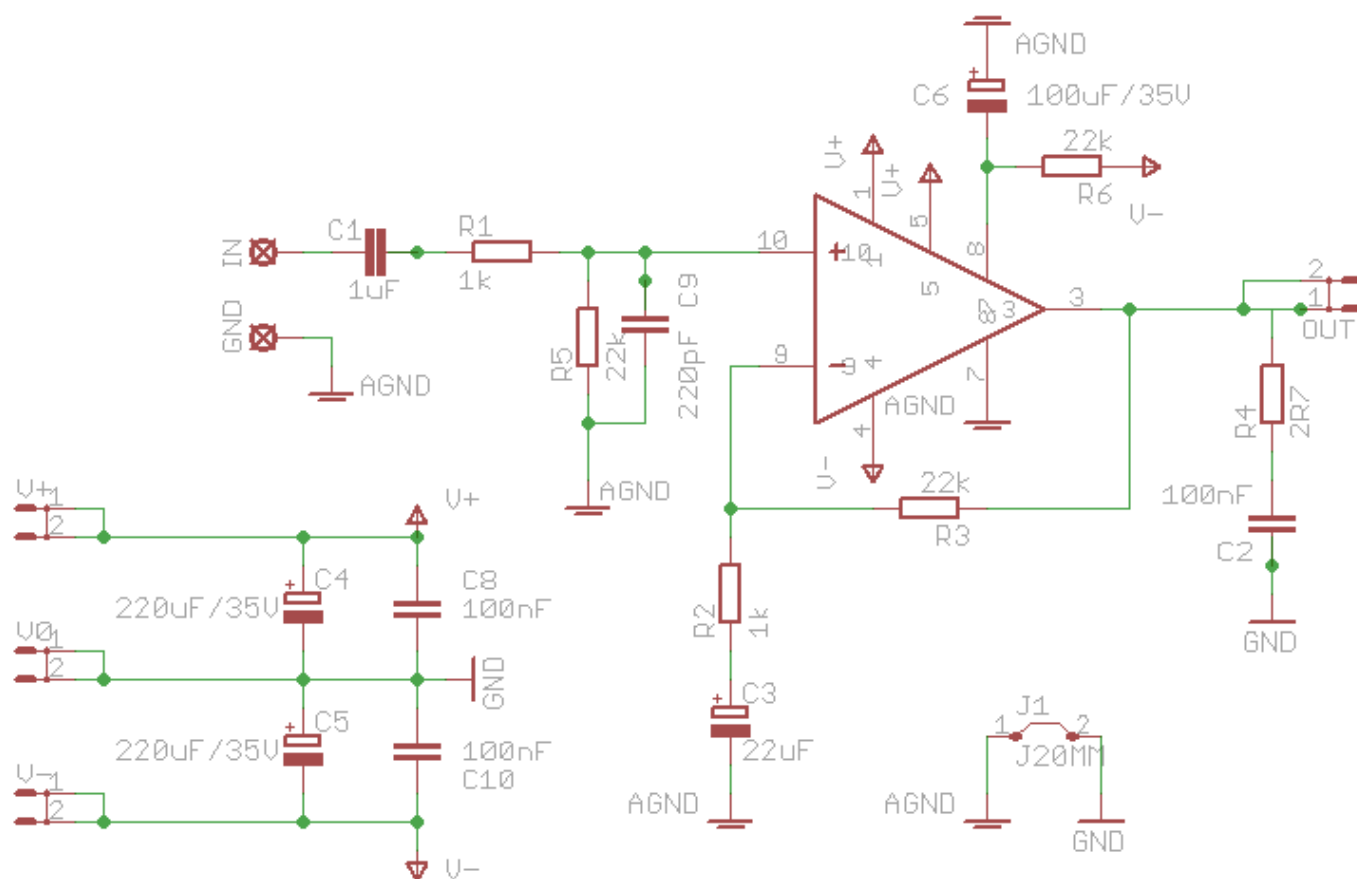 AGND
C6
100uF/35V
22k
R6
V-
V+
V+
1
5
8
IN
C1
1uF
R1
1k
10
+
10
1
5
87
3
3
2
1
OUT
GND
AGND
R5
22k
C9
220pF
9
-
9
4
AGND
7
4
V-
R4
2R7
AGND
22k
R3
100nF
C2
GND
V+
1
2
V+
C4
220uF/35V
C8
100nF
R2
1k
V0
1
2
GND
C5
220uF/35V
100nF
C10
C3
22uF
J1
1
2
J20MM
V-
1
2
AGND
AGND
GND
V-